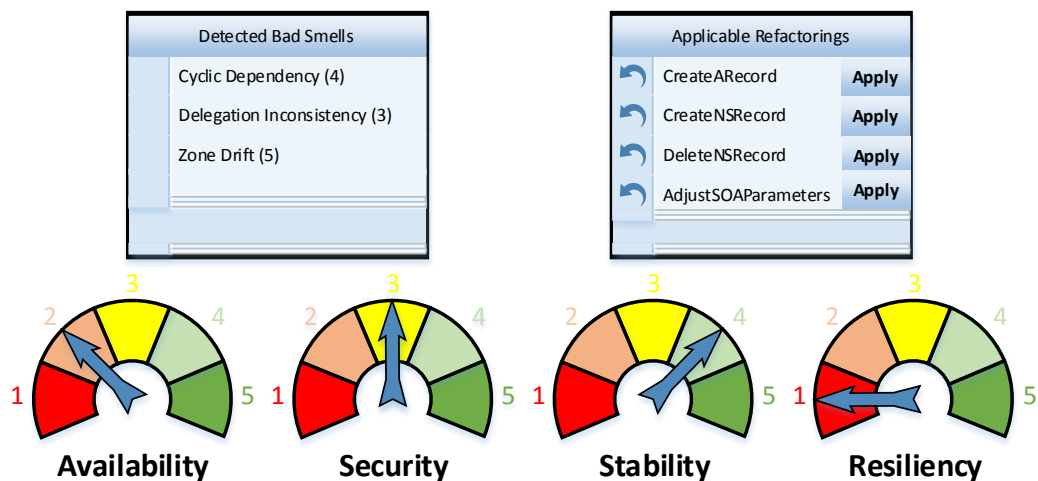 Detected Bad Smells
Cyclic Dependency (4)
Delegation Inconsistency (3)
Zone Drift (5)
Applicable Refactorings
CreateARecord Apply
CreateNSRecord Apply
DeleteNSRecord Apply
AdjustSOAParameters Apply
1 2 3 4 5
Availability
1 2 3 4 5
Security
1 2 3 4 5
Stability
1 2 3 4 5
Resiliency